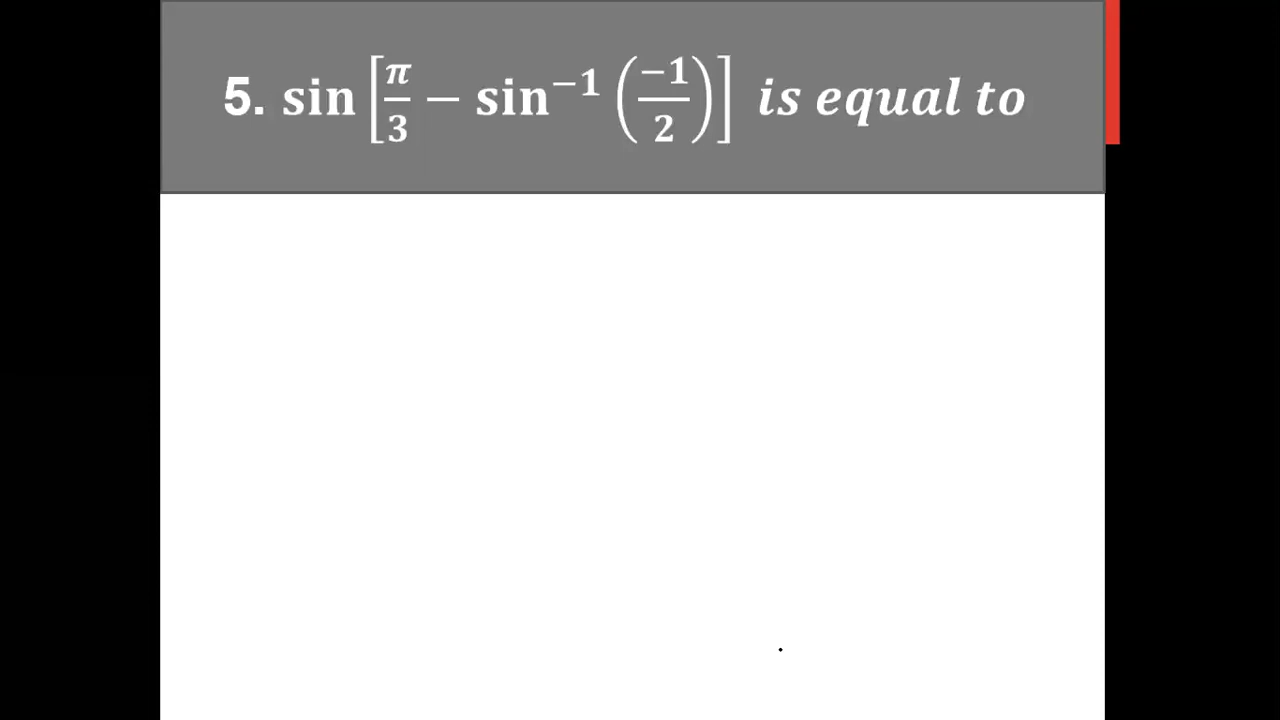 5. sin [π/3 − sin⁻¹ (−1/2)] is equal to